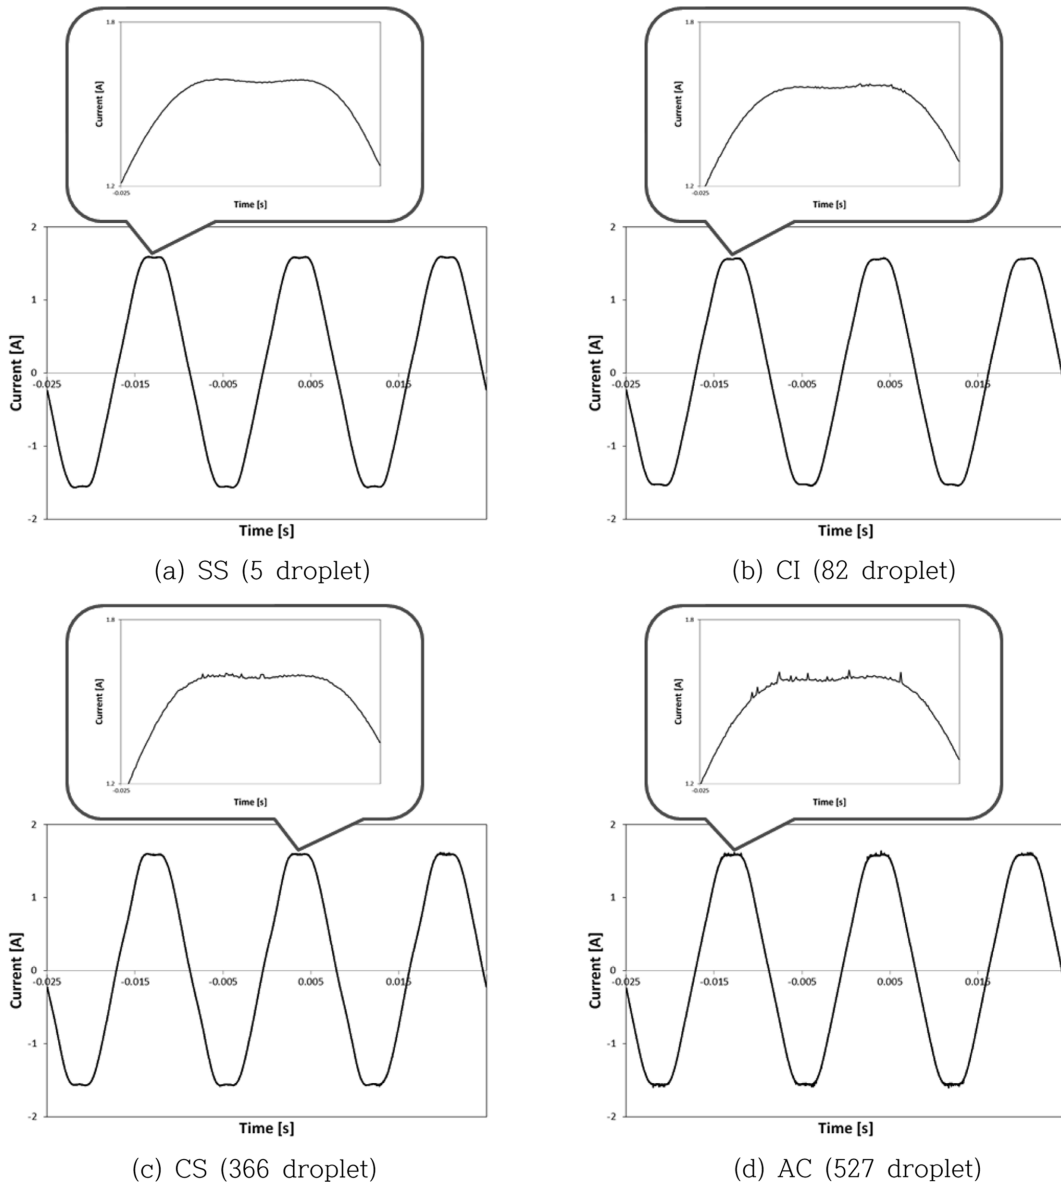 1.8
Current [A]
1.2
-0.025
Time [s]
2
1
0
-1
-2
Current [A]
-0.025
-0.015
-0.005
0.005
0.015
Time [s]
(a) SS (5 droplet)
1.8
Current [A]
1.2
-0.025
Time [s]
2
1
0
-1
-2
Current [A]
-0.025
-0.015
-0.005
0.005
0.015
Time [s]
(b) CI (82 droplet)
1.8
Current [A]
1.2
-0.025
Time [s]
2
1
0
-1
-2
Current [A]
-0.025
-0.015
-0.005
0.005
0.015
Time [s]
(c) CS (366 droplet)
1.8
Current [A]
1.2
-0.025
Time [s]
2
1
0
-1
-2
Current [A]
-0.025
-0.015
-0.005
0.005
0.015
Time [s]
(d) AC (527 droplet)